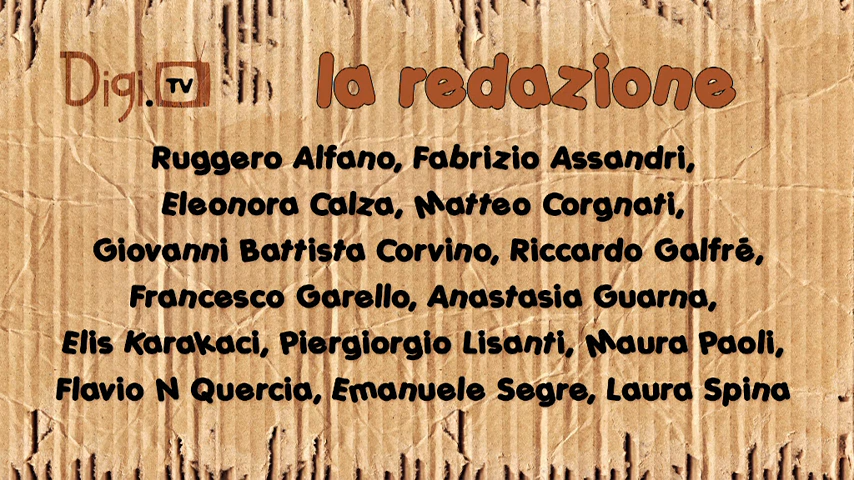 Digi.TV
la redazione
Ruggero Alfano, Fabrizio Assandri,
Eleonora Calza, Matteo Corgnati,
Giovanni Battista Corvino, Riccardo Galfré,
Francesco Garello, Anastasia Guarna,
Elis Karakaci, Piergiorgio Lisanti, Maura Paoli,
Flavio N Quercia, Emanuele Segre, Laura Spina